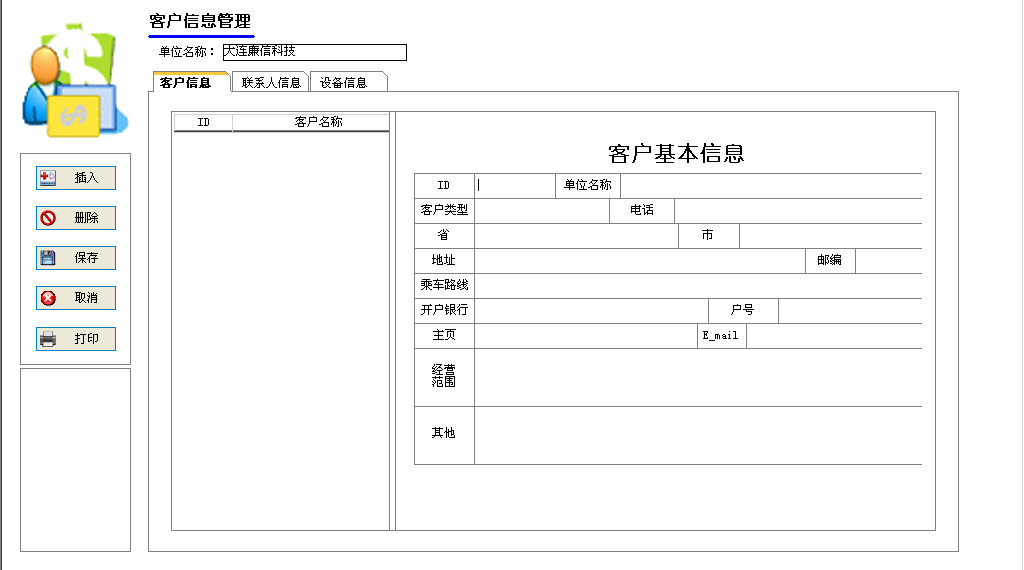 客户信息管理
单位名称： 大连廉信科技
客户信息 联系人信息 设备信息
ID 客户名称
插入
删除
保存
取消
打印
客户基本信息
ID 单位名称
客户类型 电话
省 市
地址 邮编
乘车路线
开户银行 户号
主页 E_mail
经营
范围
其他